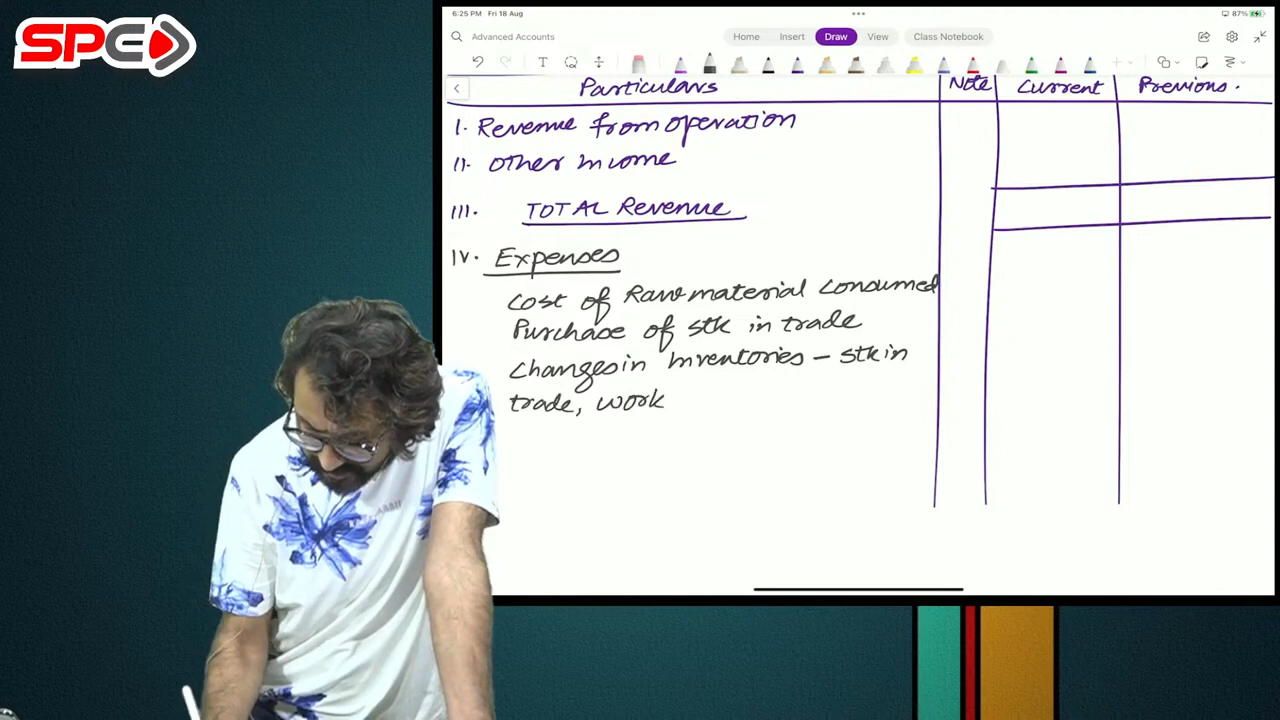 SPE
6:25 PM Fri 18 Aug
87%
Advanced Accounts
Home Insert Draw View Class Notebook
Particulars Note Current Previous.
I. Revenue from operation
II. Other Income
III. TOTAL Revenue
IV. Expenses
Cost of Raw material Consumed
Purchase of stk in trade
Changes in Inventories - stk in
trade, work